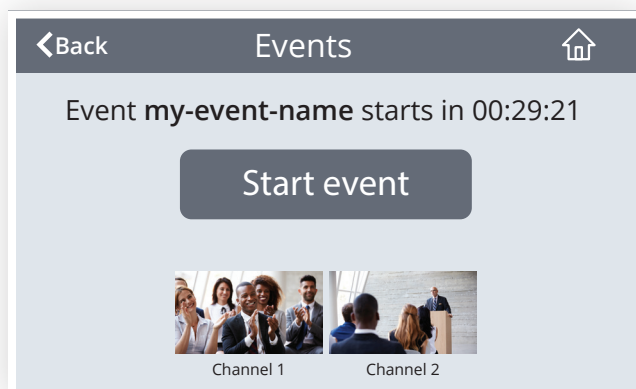 Back
Events
Event my-event-name starts in 00:29:21
Start event
Channel 1
Channel 2